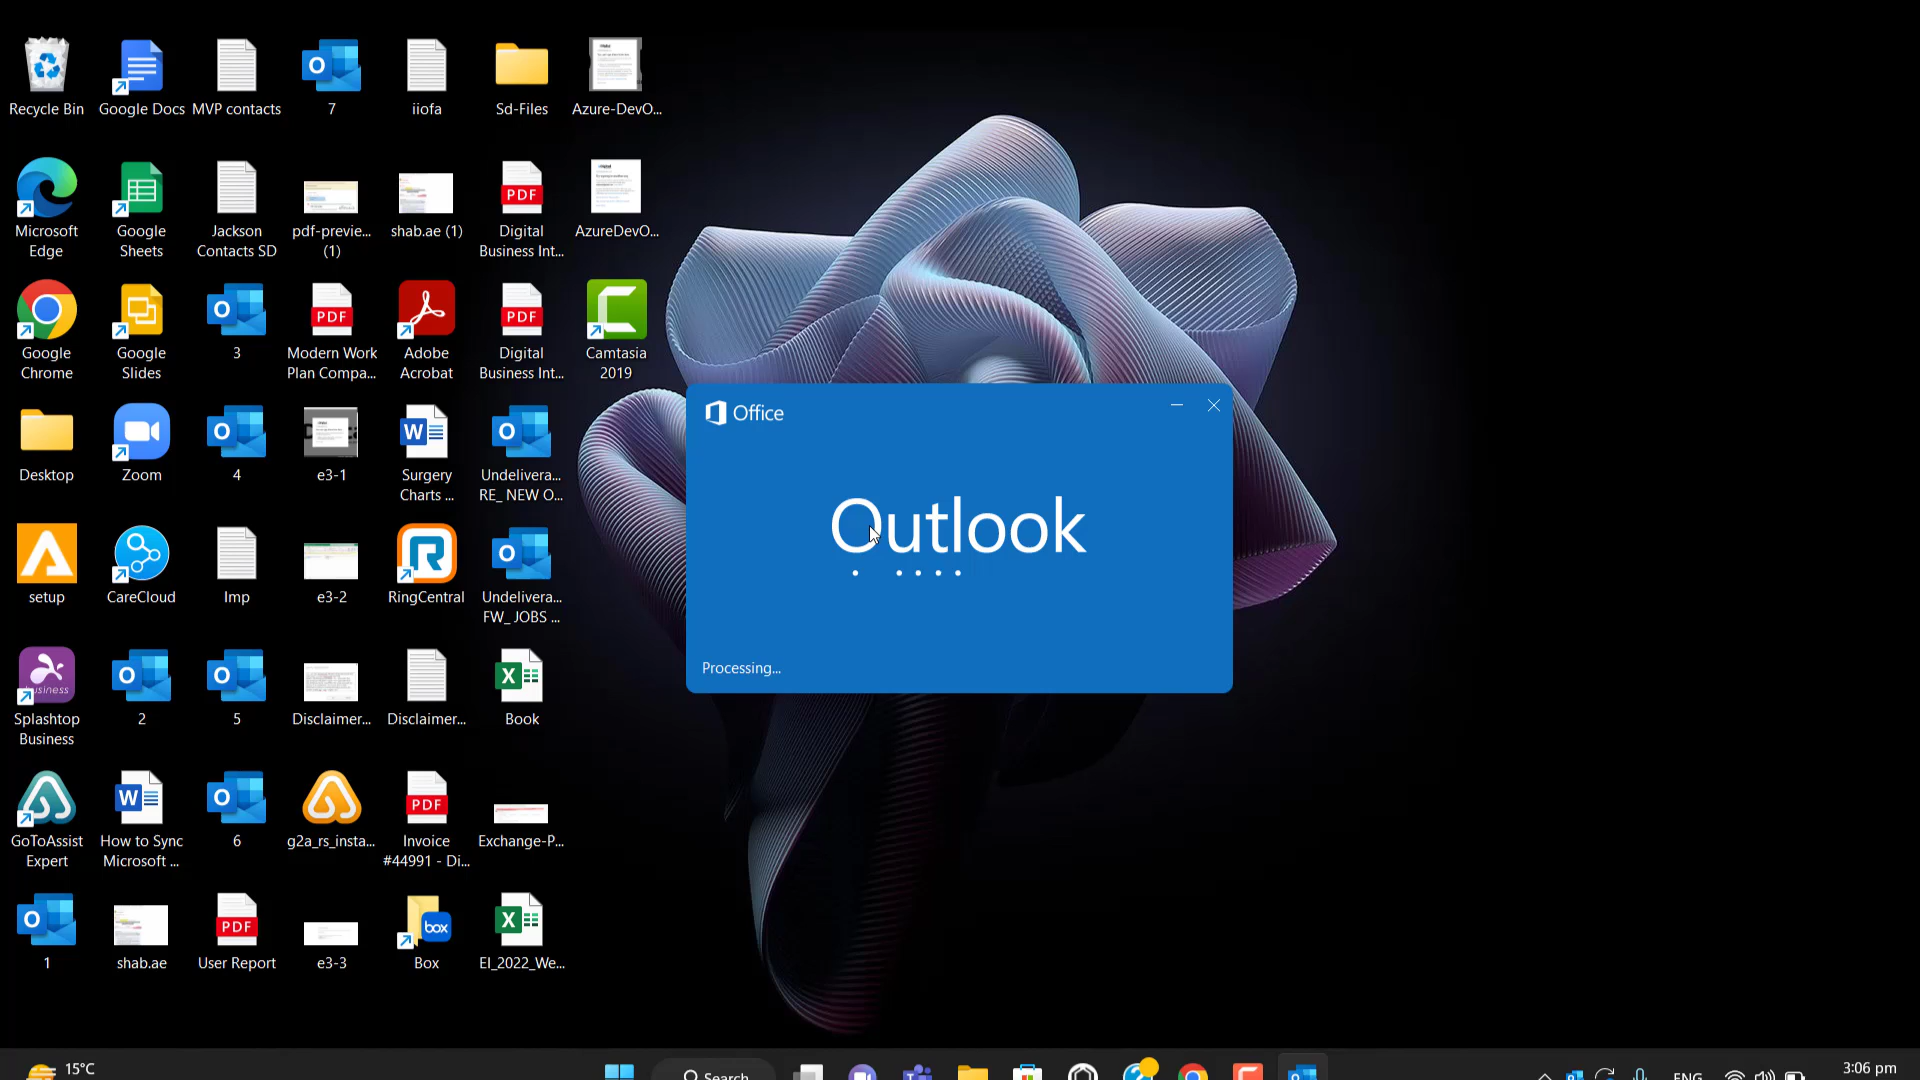 Recycle Bin
Google Docs
MVP contacts
7
iiofa
Sd-Files
Azure-DevO...
Microsoft
Edge
Google
Sheets
Jackson
Contacts SD
pdf-previe...
(1)
shab.ae (1)
PDF
Digital
Business Int...
AzureDevO...
Google
Chrome
Google
Slides
3
PDF
Modern Work
Plan Compa...
Adobe
Acrobat
PDF
Digital
Business Int...
Camtasia
2019
Desktop
Zoom
4
e3-1
Surgery
Charts ...
Undelivera...
RE_ NEW O...
setup
CareCloud
Imp
e3-2
RingCentral
Undelivera...
FW_ JOBS ...
business
Splashtop
Business
2
5
Disclaimer...
Disclaimer...
Book
GoToAssist
Expert
How to Sync
Microsoft ...
6
g2a_rs_insta...
PDF
Invoice
#44991 - Di...
Exchange-P...
1
shab.ae
PDF
User Report
e3-3
box
Box
EI_2022_We...
Office
Outlook
Processing...
15°C
Search
ENG
3:06 pm